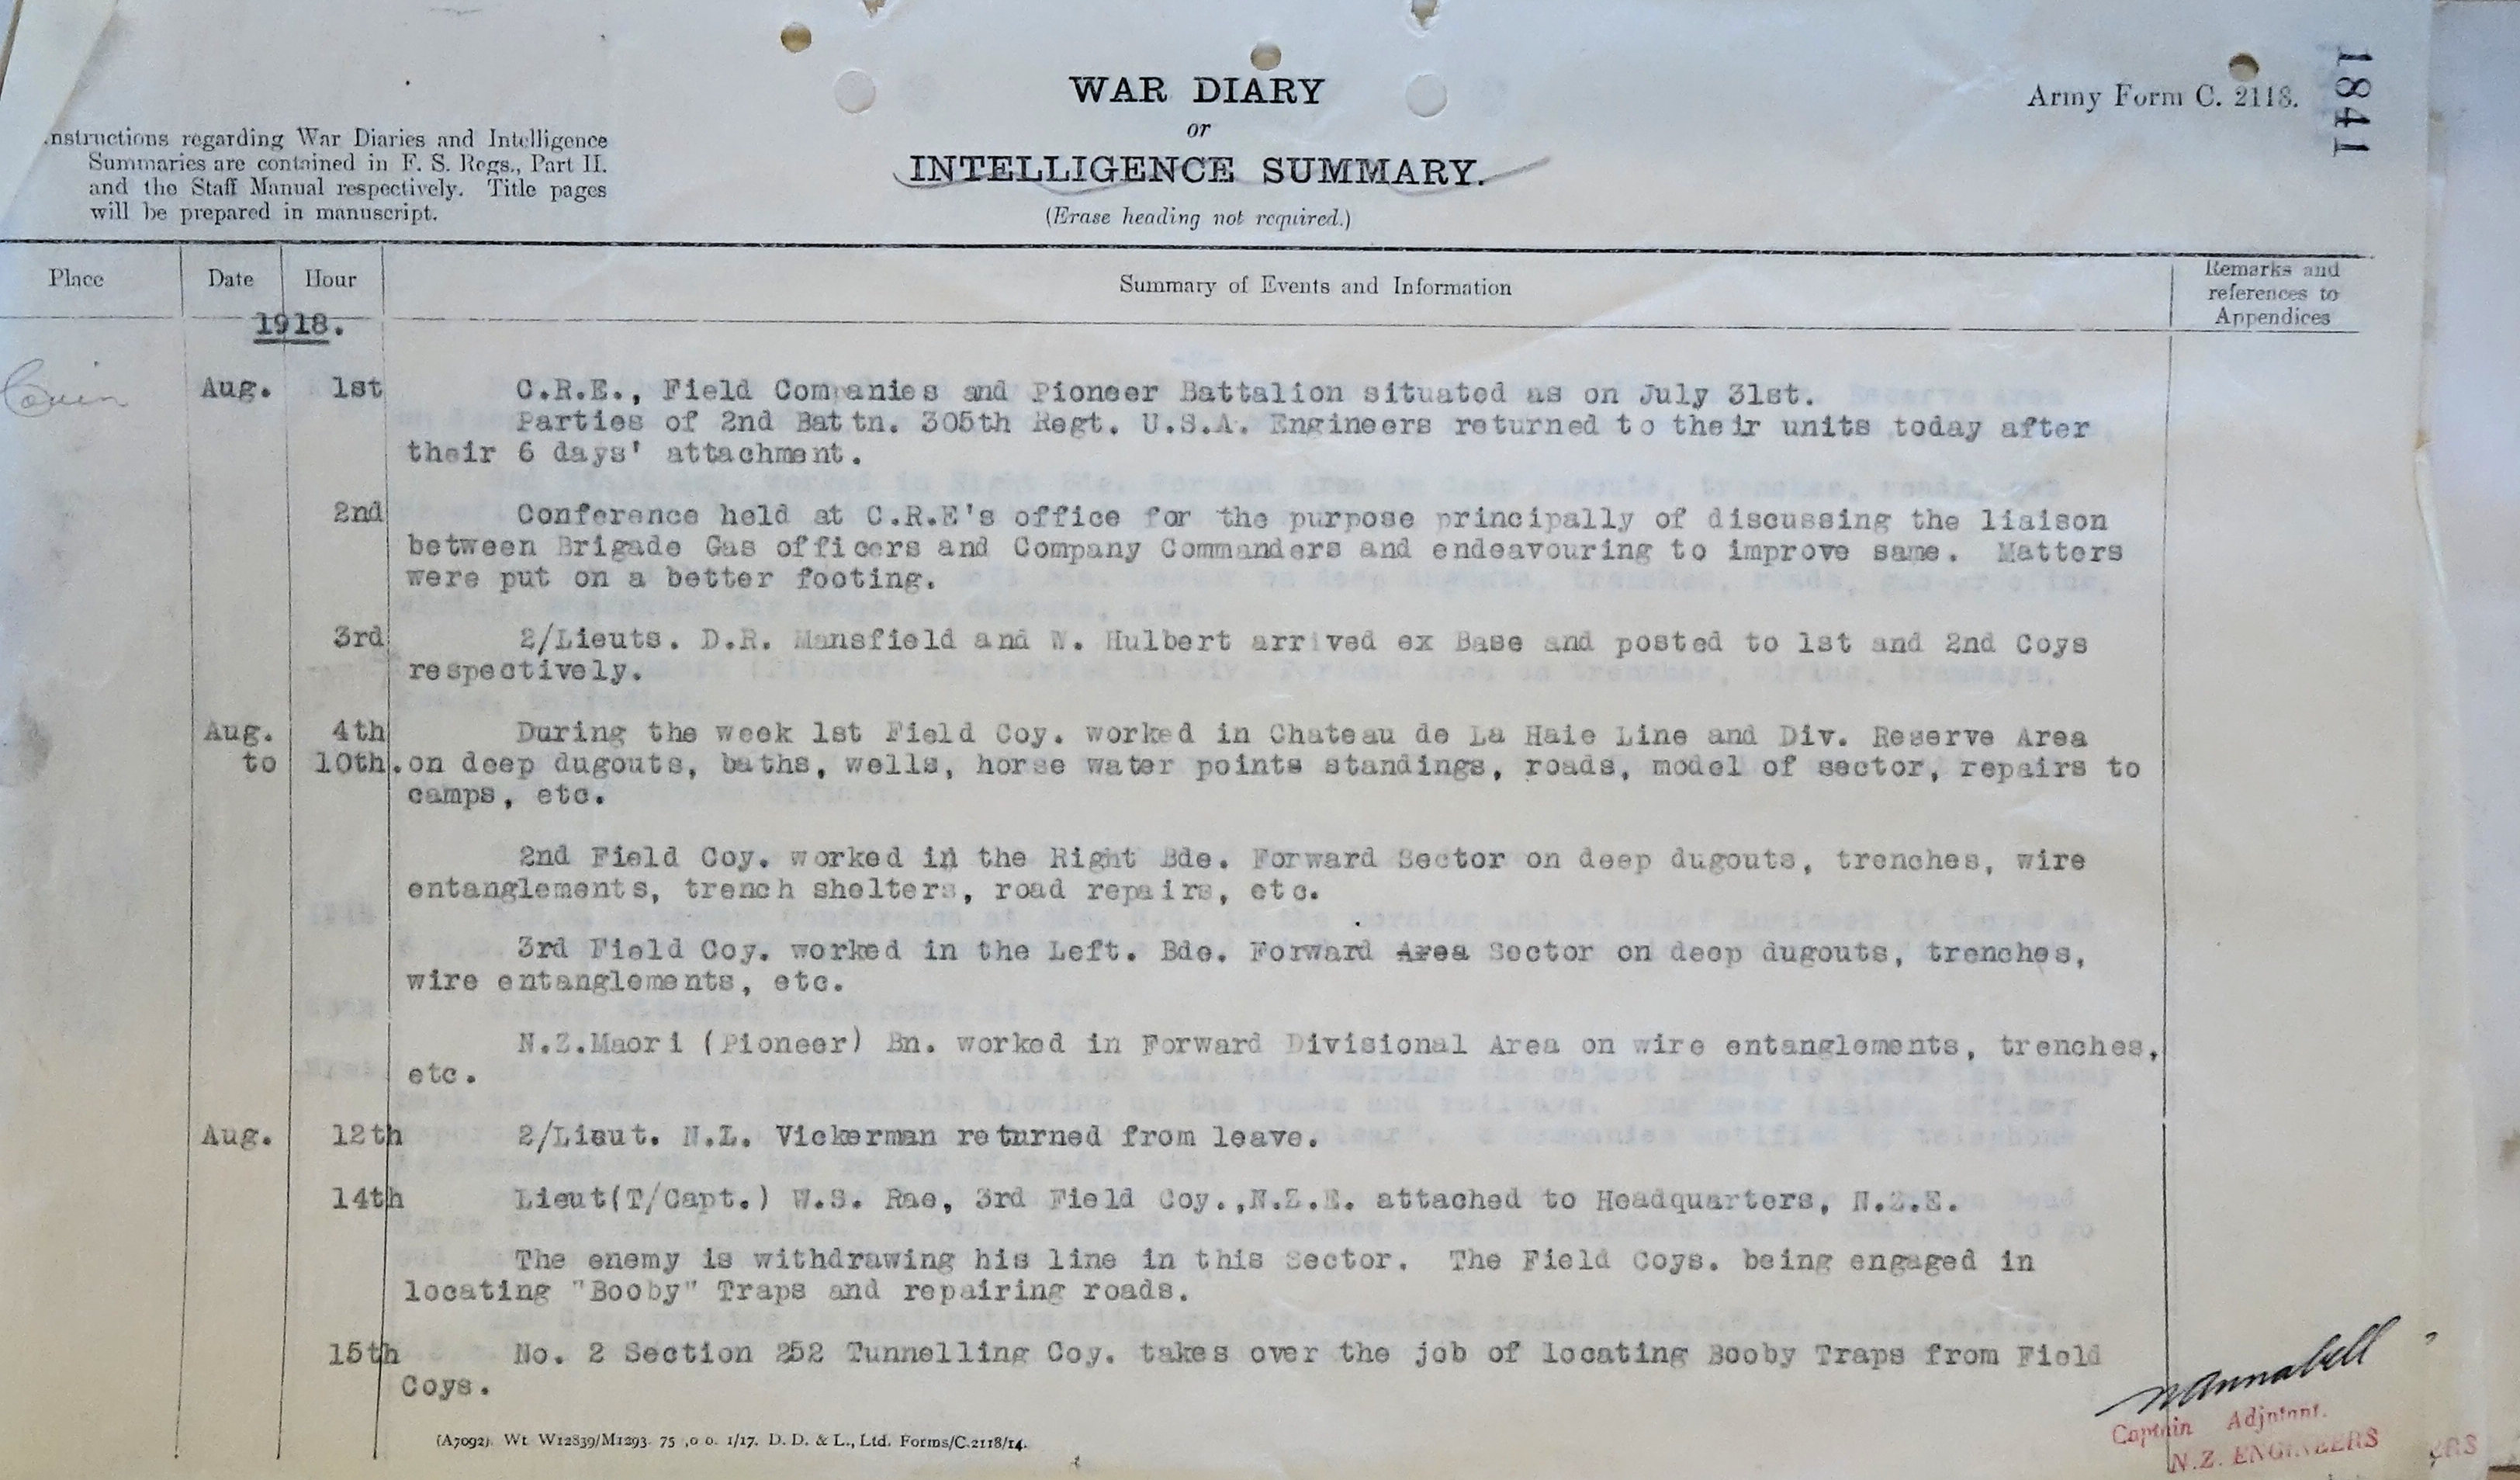 WAR DIARY
or
INTELLIGENCE SUMMARY.
(Erase heading not required.)
Army Form C. 2118.
1841
nstructions regarding War Diaries and Intelligence
Summaries are contained in F. S. Regs., Part II.
and the Staff Manual respectively. Title pages
will be prepared in manuscript.
Place Date Hour Summary of Events and Information Remarks and references to Appendices
1918.
Couin
Aug. 1st C.R.E., Field Companies and Pioneer Battalion situated as on July 31st.
Parties of 2nd Battn. 305th Regt. U.S.A. Engineers returned to their units today after
their 6 days' attachment.
2nd Conference held at C.R.E's office for the purpose principally of discussing the liaison
between Brigade Gas officers and Company Commanders and endeavouring to improve same. Matters
were put on a better footing.
3rd 2/Lieuts. D.R. Mansfield and W. Hulbert arrived ex Base and posted to 1st and 2nd Coys
respectively.
Aug. 4th During the week 1st Field Coy. worked in Chateau de La Haie Line and Div. Reserve Area
to 10th. on deep dugouts, baths, wells, horse water points standings, roads, model of sector, repairs to
camps, etc.
2nd Field Coy. worked in the Right Bde. Forward Sector on deep dugouts, trenches, wire
entanglements, trench shelters, road repairs, etc.
3rd Field Coy. worked in the Left. Bde. Forward Area Sector on deep dugouts, trenches,
wire entanglements, etc.
N.Z.Maori (Pioneer) Bn. worked in Forward Divisional Area on wire entanglements, trenches,
etc.
Aug. 12th 2/Lieut. N.L. Vickerman returned from leave.
14th Lieut(T/Capt.) W.S. Rae, 3rd Field Coy.,N.Z.E. attached to Headquarters, N.Z.E.
The enemy is withdrawing his line in this Sector. The Field Coys. being engaged in
locating "Booby" Traps and repairing roads.
15th No. 2 Section 252 Tunnelling Coy. takes over the job of locating Booby Traps from Field
Coys.
NAnnabell
Captain Adjutant.
N.Z. ENGINEERS
ERS
(A7092). Wt W12839/M1293. 75 ,0 0. 1/17. D. D. & L., Ltd. Forms/C.2118/14.